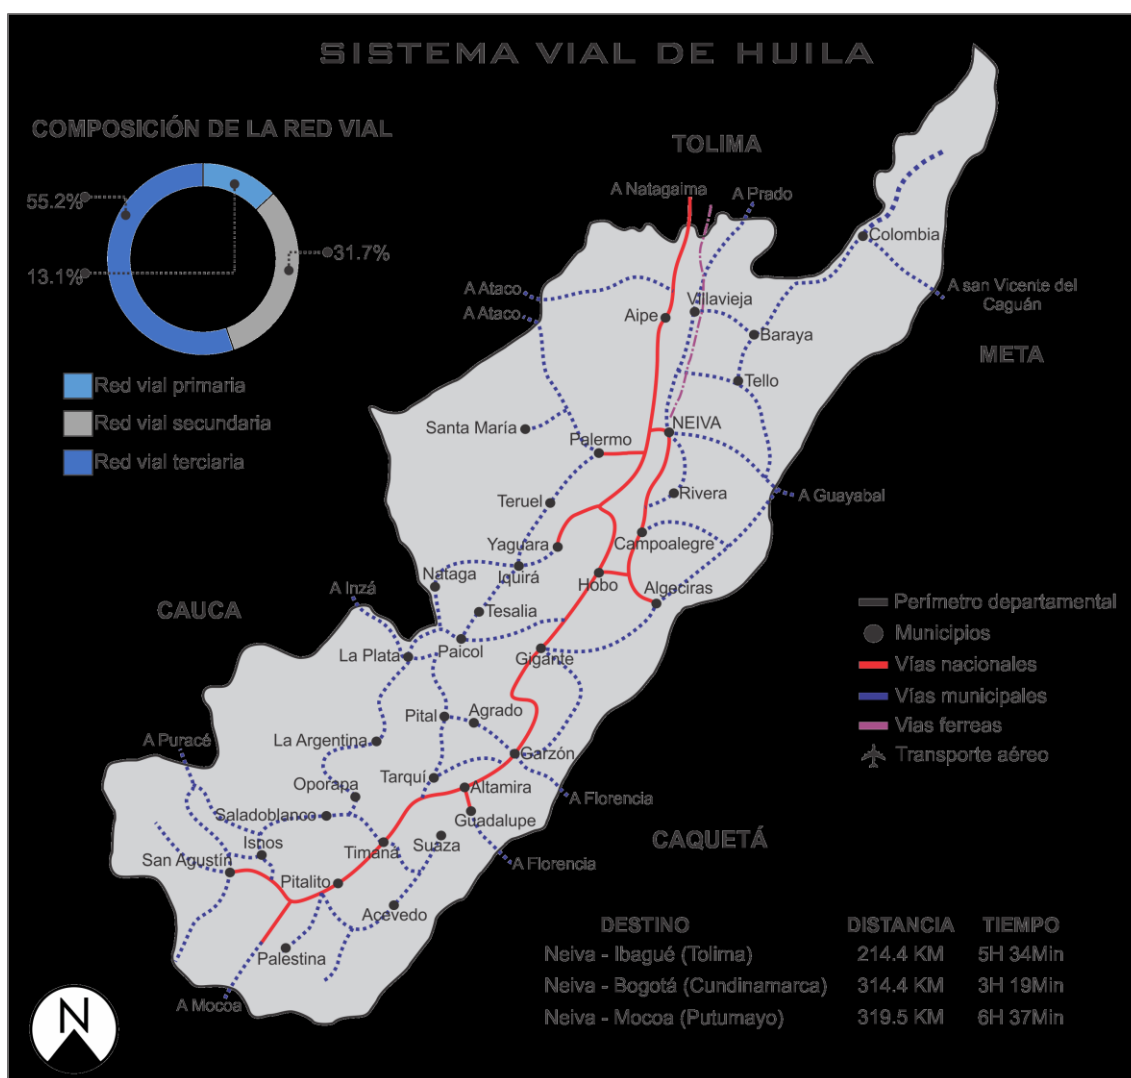 SISTEMA VIAL DE HUILA
COMPOSICIÓN DE LA RED VIAL
55.2%
31.7%
13.1%
Red vial primaria
Red vial secundaria
Red vial terciaria
TOLIMA
A Natagaima
A Prado
Colombia
A san Vicente del
Caguán
A Ataco
A Ataco
Villavieja
Aipe
Baraya
META
Tello
Santa María
Palermo
NEIVA
Teruel
Rivera
A Guayabal
Yaguara
Campoalegre
Nataga
Iquirá
Hobo
Algeciras
A Inzá
CAUCA
Tesalia
La Plata
Paicol
Gigante
Perímetro departamental
Municipios
Vías nacionales
Vías municipales
Vias ferreas
Transporte aéreo
Pital
Agrado
A Puracé
La Argentina
Garzón
Tarquí
Oporapa
Altamira
A Florencia
Saladoblanco
Guadalupe
CAQUETÁ
Isnos
Timaná
Suaza
San Agustín
A Florencia
Pitalito
Acevedo
Palestina
A Mocoa
N
DESTINO DISTANCIA TIEMPO
Neiva - Ibagué (Tolima) 214.4 KM 5H 34Min
Neiva - Bogotá (Cundinamarca) 314.4 KM 3H 19Min
Neiva - Mocoa (Putumayo) 319.5 KM 6H 37Min